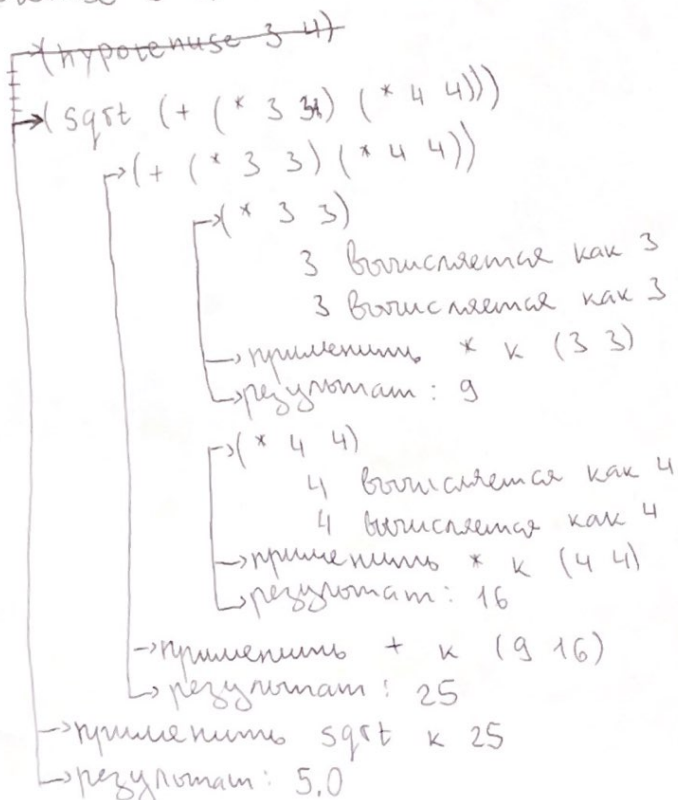 (hypotenuse 3 4)
(sqrt (+ (* 3 3) (* 4 4)))
(+ (* 3 3) (* 4 4))
(* 3 3)
3 вычисляется как 3
3 вычисляется как 3
применить * к (3 3)
результат: 9
(* 4 4)
4 вычисляется как 4
4 вычисляется как 4
применить * к (4 4)
результат: 16
применить + к (9 16)
результат: 25
применить sqrt к 25
результат: 5.0